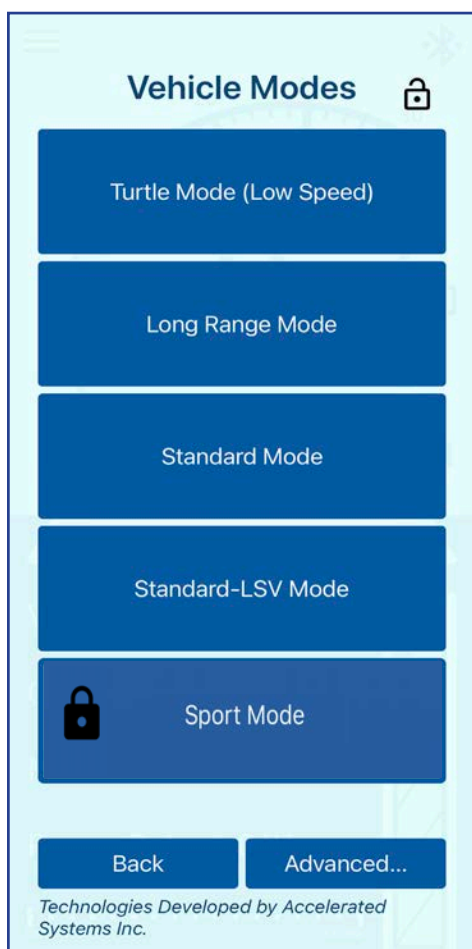 Vehicle Modes
Turtle Mode (Low Speed)
Long Range Mode
Standard Mode
Standard-LSV Mode
Sport Mode
Back
Advanced...
Technologies Developed by Accelerated
Systems Inc.